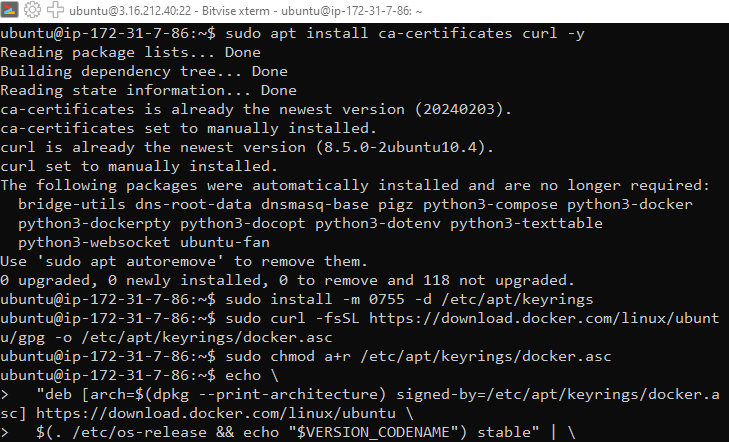 ubuntu@3.16.212.40:22 - Bitvise xterm - ubuntu@ip-172-31-7-86: ~
ubuntu@ip-172-31-7-86:~$ sudo apt install ca-certificates curl -y
Reading package lists... Done
Building dependency tree... Done
Reading state information... Done
ca-certificates is already the newest version (20240203).
ca-certificates set to manually installed.
curl is already the newest version (8.5.0-2ubuntu10.4).
curl set to manually installed.
The following packages were automatically installed and are no longer required:
  bridge-utils dns-root-data dnsmasq-base pigz python3-compose python3-docker
  python3-dockerpty python3-docopt python3-dotenv python3-texttable
  python3-websocket ubuntu-fan
Use 'sudo apt autoremove' to remove them.
0 upgraded, 0 newly installed, 0 to remove and 118 not upgraded.
ubuntu@ip-172-31-7-86:~$ sudo install -m 0755 -d /etc/apt/keyrings
ubuntu@ip-172-31-7-86:~$ sudo curl -fsSL https://download.docker.com/linux/ubunt
u/gpg -o /etc/apt/keyrings/docker.asc
ubuntu@ip-172-31-7-86:~$ sudo chmod a+r /etc/apt/keyrings/docker.asc
ubuntu@ip-172-31-7-86:~$ echo \
>   "deb [arch=$(dpkg --print-architecture) signed-by=/etc/apt/keyrings/docker.a
sc] https://download.docker.com/linux/ubuntu \
>   $(. /etc/os-release && echo "$VERSION_CODENAME") stable" | \